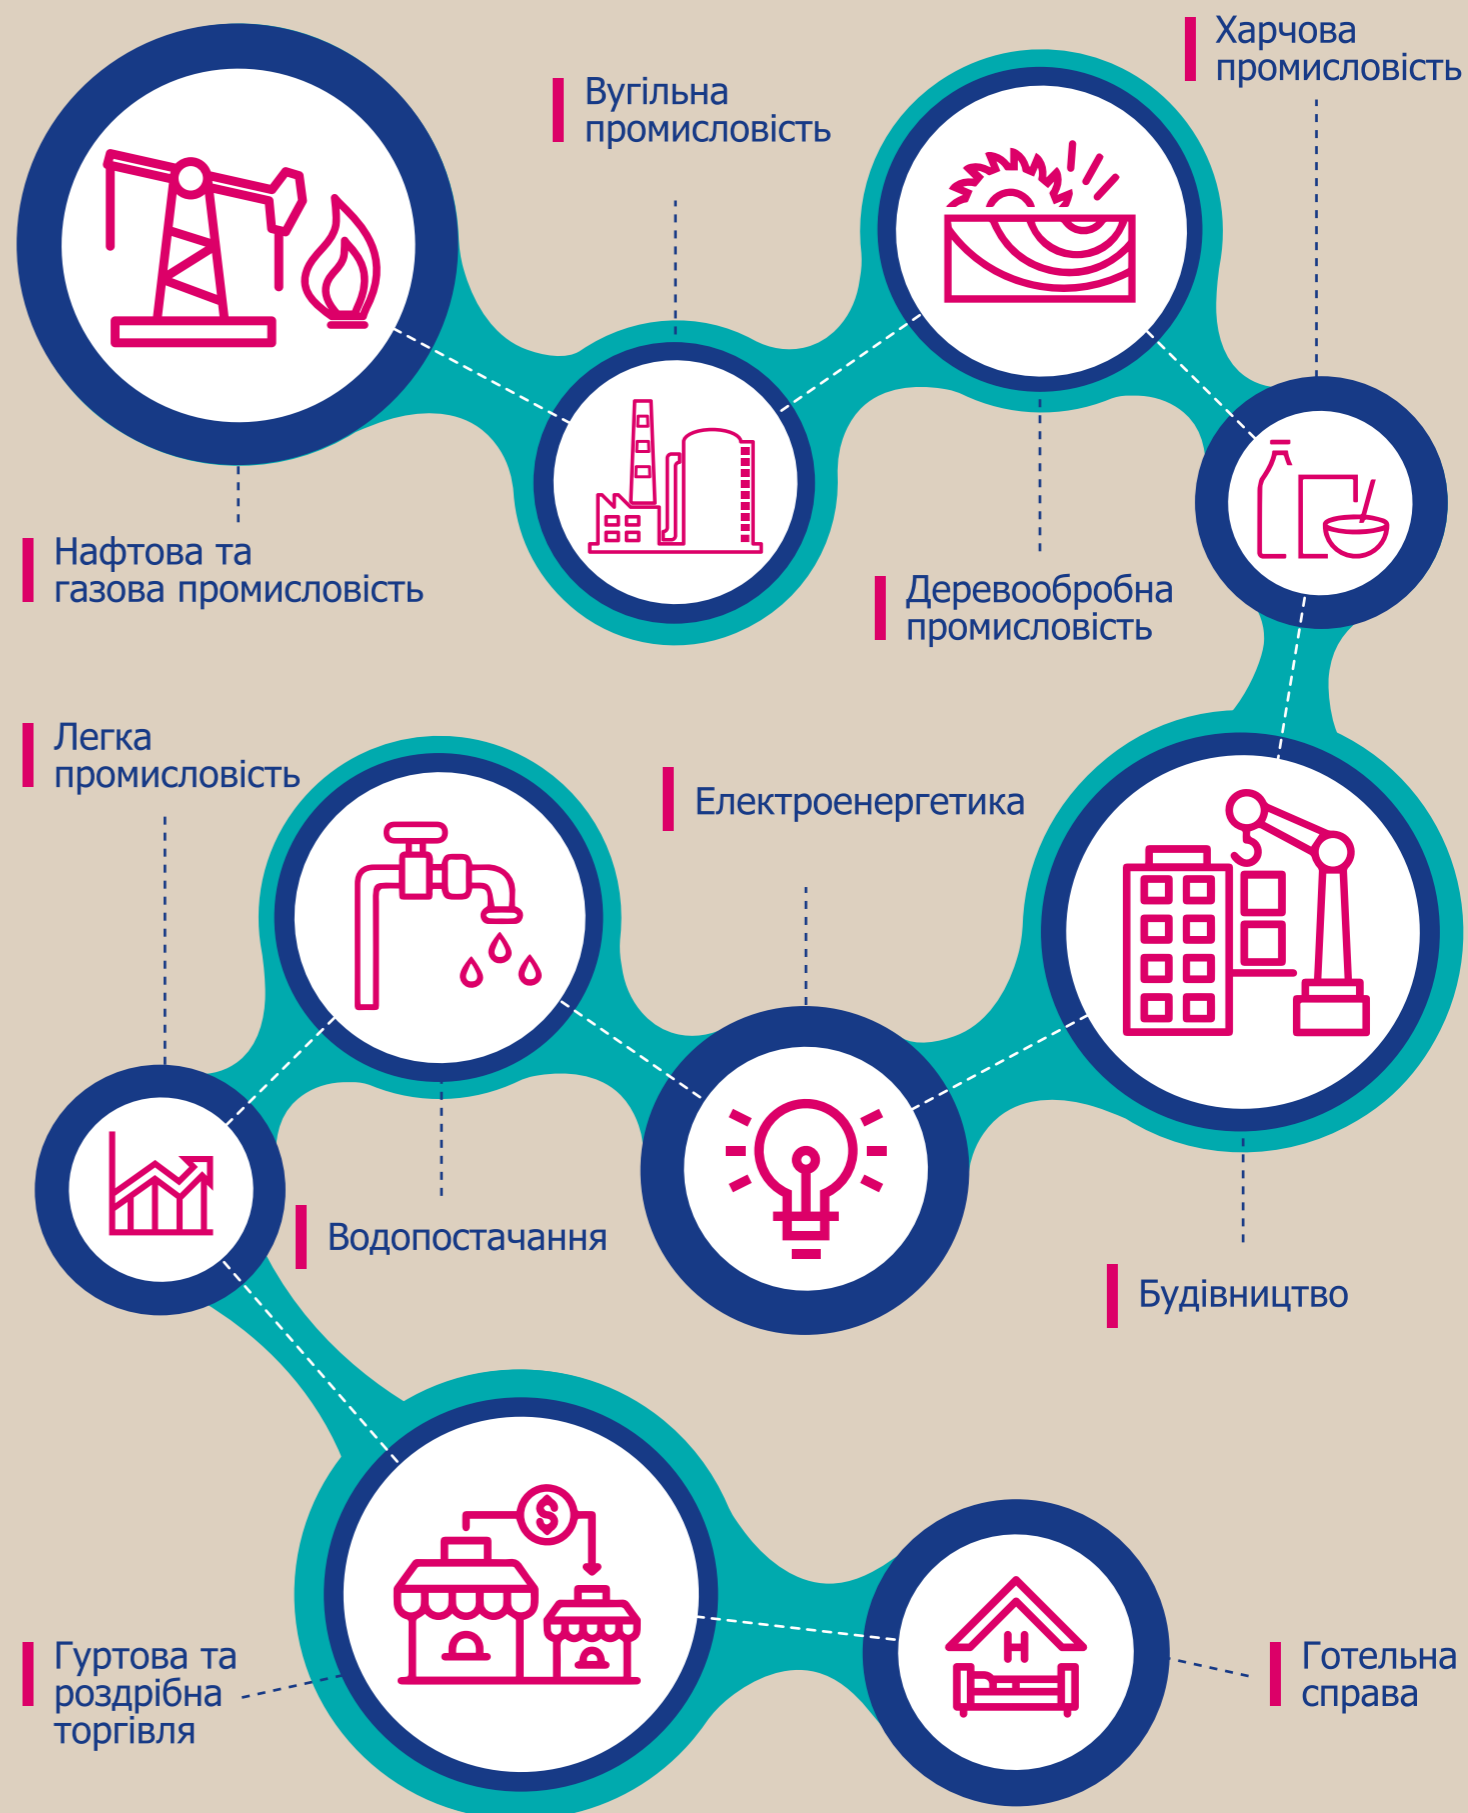 Харчова
промисловість
Вугільна
промисловість
Нафтова та
газова промисловість
Деревообробна
промисловість
Легка
промисловість
Електроенергетика
Водопостачання
Будівництво
$
H
Гуртова та
роздрібна
торгівля
Готельна
справа